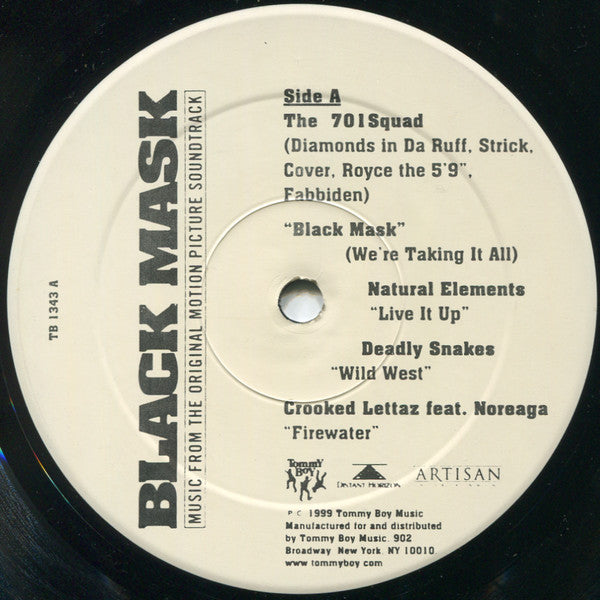 BLACK MASK
MUSIC FROM THE ORIGINAL MOTION PICTURE SOUNDTRACK
TB 1343 A
Side A
The 701Squad
(Diamonds in Da Ruff, Strick,
Cover, Royce the 5'9",
Fabbiden)
"Black Mask"
(We're Taking It All)
Natural Elements
"Live It Up"
Deadly Snakes
"Wild West"
Crooked Lettaz feat. Noreaga
"Firewater"
Tommy Boy
DISTANT HORIZON
ARTISAN
P C 1999 Tommy Boy Music
Manufactured for and distributed
by Tommy Boy Music. 902
Broadway New York NY 10010.
www.tommyboy.com